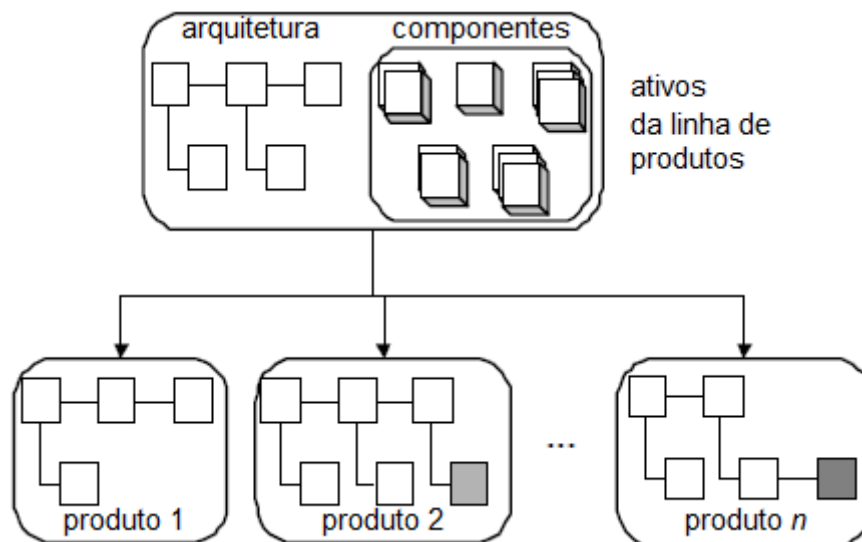 arquitetura
componentes
ativos
da linha de
produtos
...
produto 1
produto 2
produto n